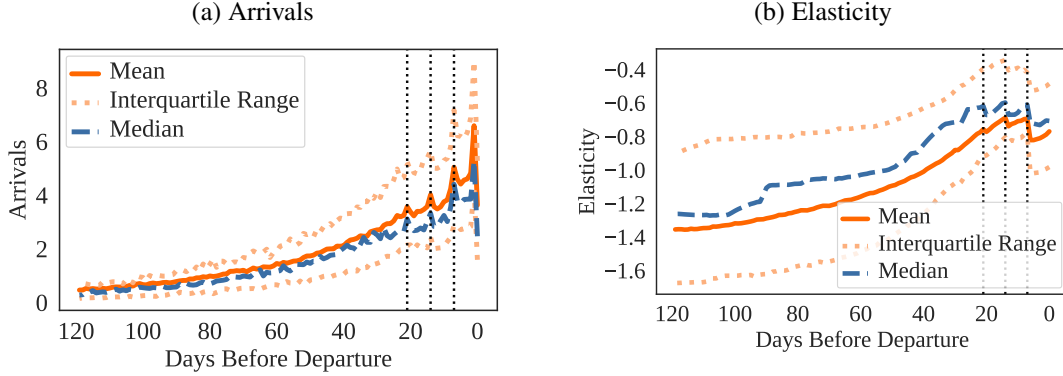 (a) Arrivals
Arrivals
8
6
4
2
0
Mean
Interquartile Range
Median
120 100 80 60 40 20 0
Days Before Departure
(b) Elasticity
Elasticity
−0.4
−0.6
−0.8
−1.0
−1.2
−1.4
−1.6
Mean
Interquartile Range
Median
120 100 80 60 40 20 0
Days Before Departure